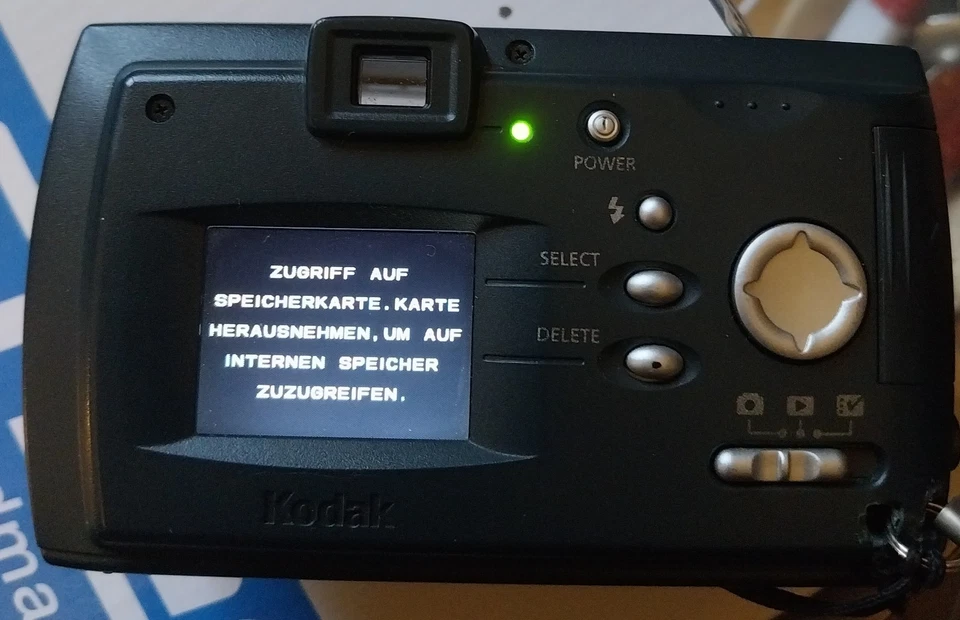 POWER
SELECT
DELETE
ZUGRIFF AUF
SPEICHERKARTE.KARTE
HERAUSNEHMEN,UM AUF
INTERNEN SPEICHER
ZUZUGREIFEN.
Kodak